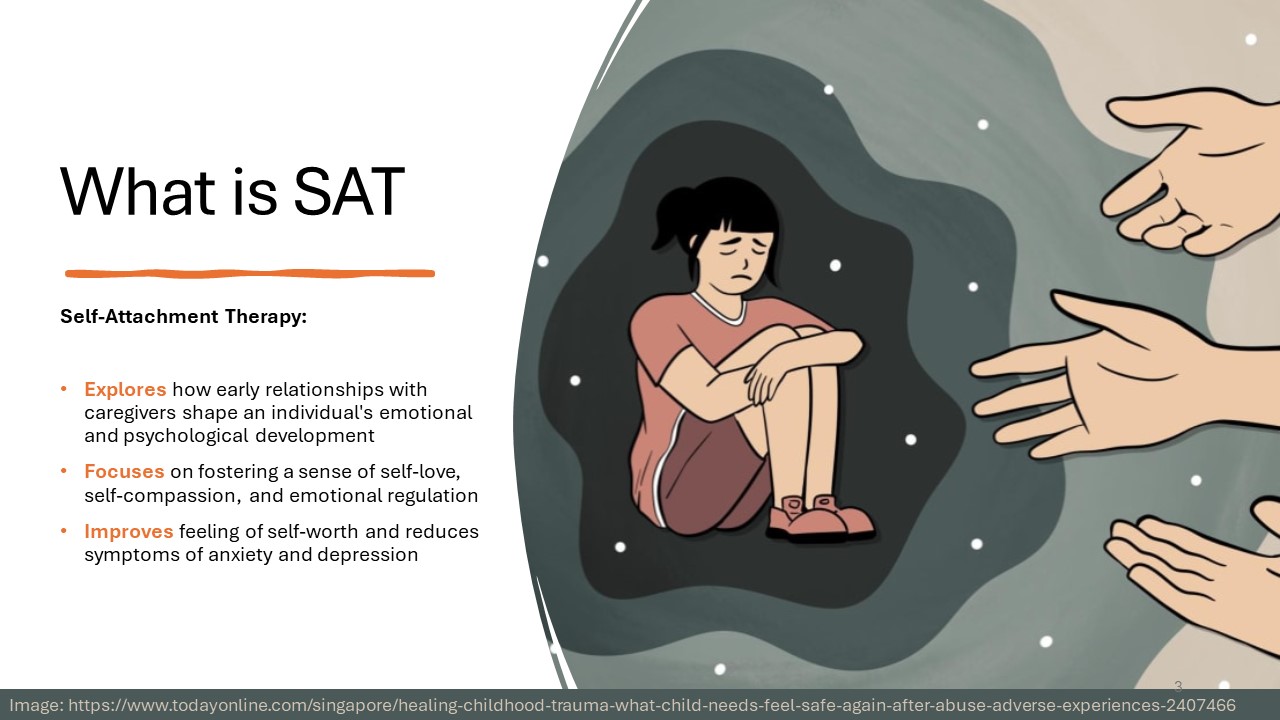 What is SAT
Self-Attachment Therapy:
• Explores how early relationships with
caregivers shape an individual's emotional
and psychological development
• Focuses on fostering a sense of self-love,
self-compassion, and emotional regulation
• Improves feeling of self-worth and reduces
symptoms of anxiety and depression
3
Image: https://www.todayonline.com/singapore/healing-childhood-trauma-what-child-needs-feel-safe-again-after-abuse-adverse-experiences-2407466